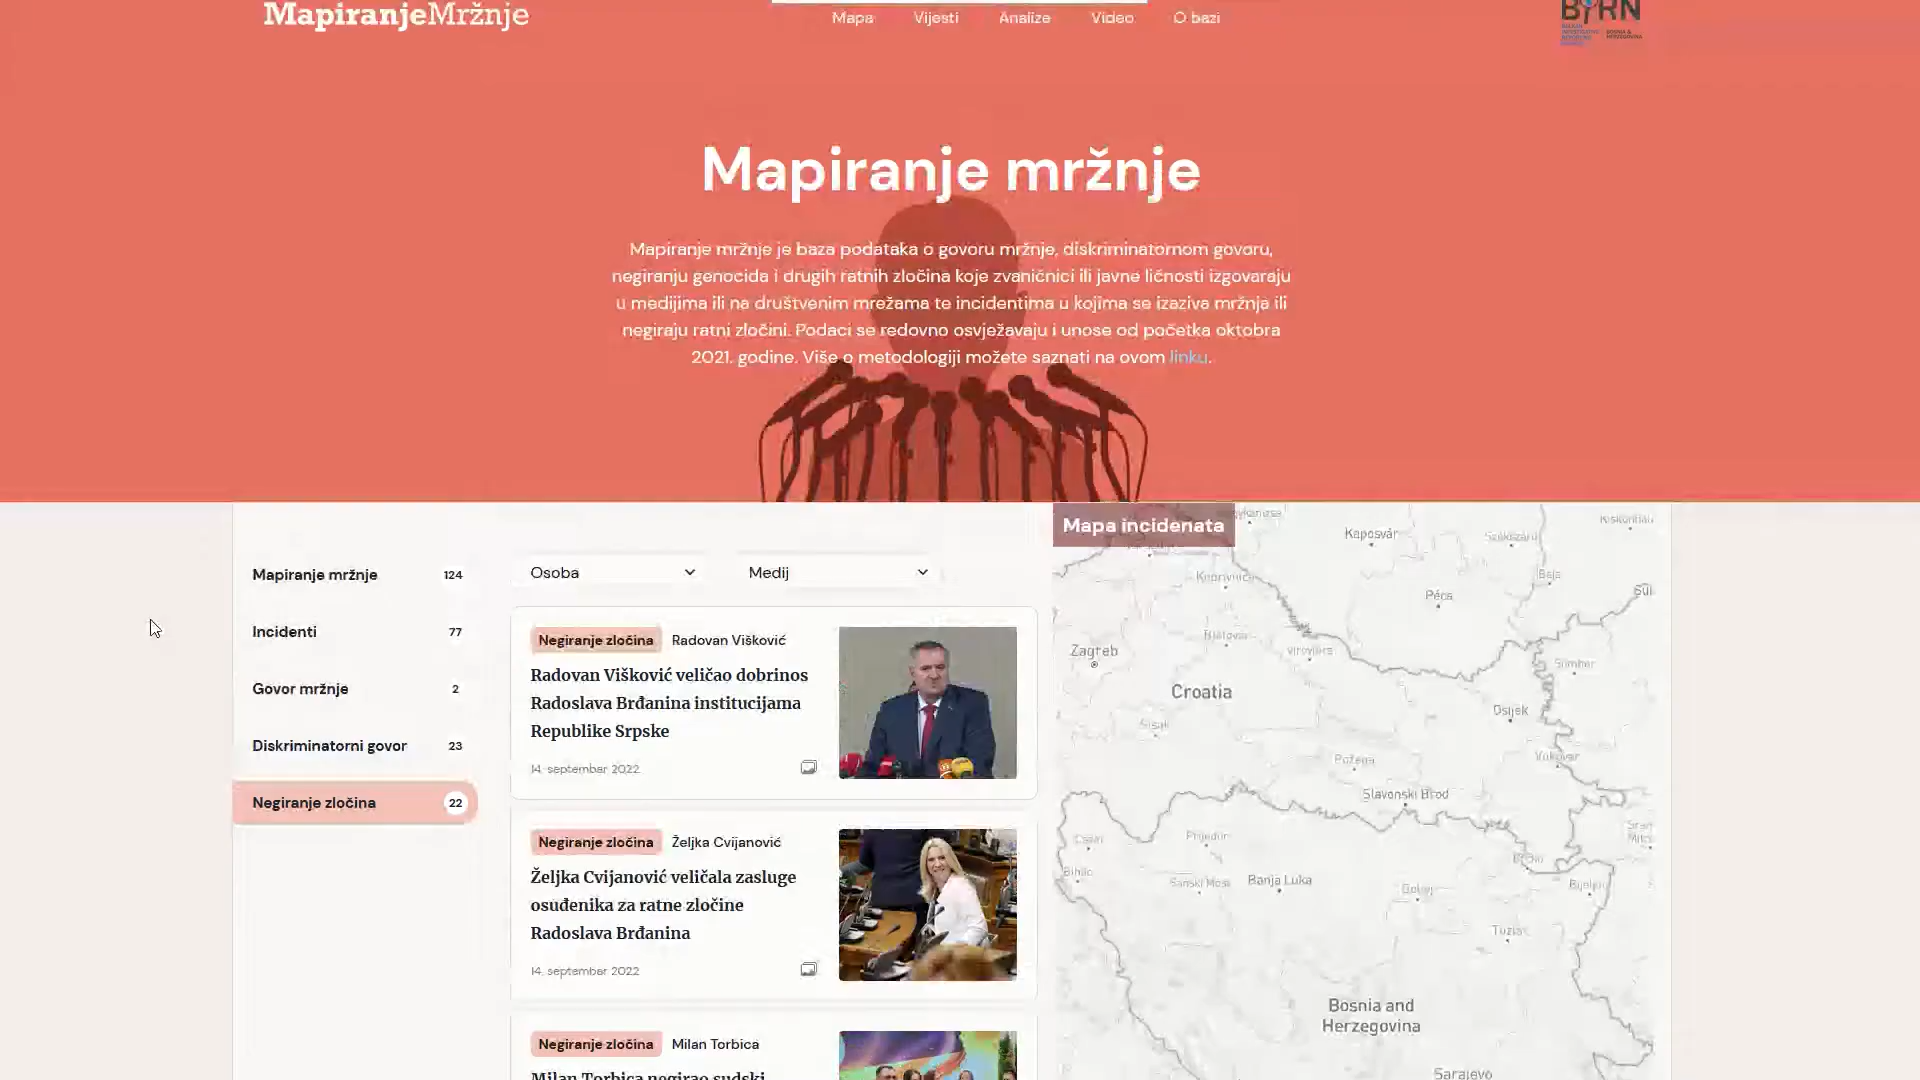 MapiranjeMržnje
Mapa
Vijesti
Analize
Video
O bazi
BIRN
Mapiranje mržnje
Mapiranje mržnje je baza podataka o govoru mržnje, diskriminatornom govoru,
negiranju genocida i drugih ratnih zločina koje zvaničnici ili javne ličnosti izgovaraju
u medijima ili na društvenim mrežama te incidentima u kojima se izaziva mržnja ili
negiraju ratni zločini. Podaci se redovno osvježavaju i unose od početka oktobra
2021. godine. Više o metodologiji možete saznati na ovom linku.
Mapiranje mržnje 124
Incidenti 77
Govor mržnje 2
Diskriminatorni govor 23
Negiranje zločina 22
Osoba
Medij
Negiranje zločina Radovan Višković
Radovan Višković veličao dobrinos
Radoslava Brđanina institucijama
Republike Srpske
14. septembar 2022.
Negiranje zločina Željka Cvijanović
Željka Cvijanović veličala zasluge
osuđenika za ratne zločine
Radoslava Brđanina
14. septembar 2022
Negiranje zločina Milan Torbica
Milan Torbica negirao sudski
Mapa incidenata
Kaposvár
Szekszárd
Koprivnica
Baja
Pécs
Bjelovar
Zagreb
Virovitica
Sombor
Croatia
Osijek
Sisak
Požega
Vukovar
Slavonski Brod
Prijedor
Brčko
Bihać
Sanski Most
Banja Luka
Doboj
Bijeljina
Tuzla
Bosnia and
Herzegovina
Sarajevo